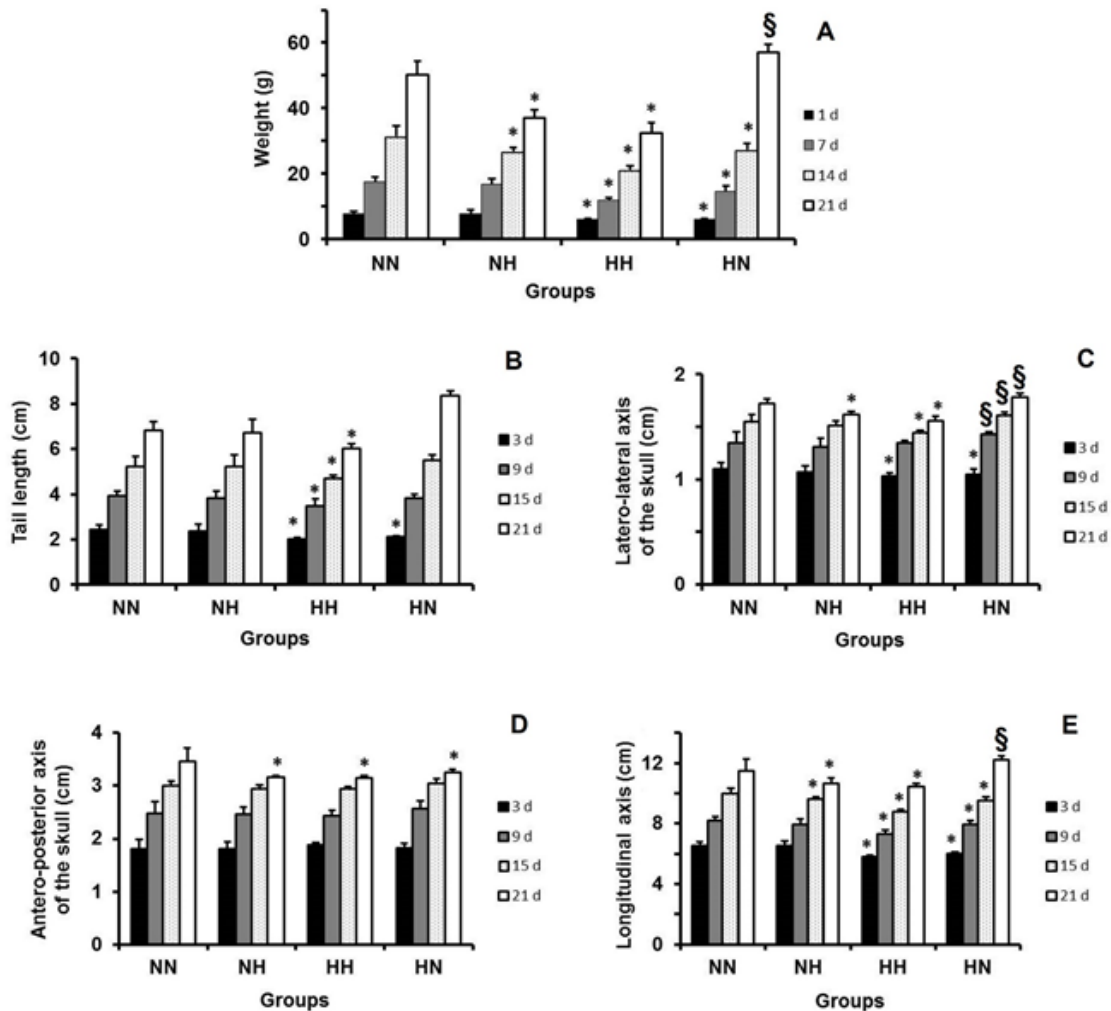 A
§
60
40
20
0
Weight (g)
* * * * * * * * *
1 d
7 d
14 d
21 d
NN NH HH HN
Groups
B
10
8
6
4
2
0
Tail length (cm)
* * * * *
3 d
9 d
15 d
21 d
NN NH HH HN
Groups
C
2
1
0
Latero-lateral axis
of the skull (cm)
* * * * * § § §
3 d
9 d
15 d
21 d
NN NH HH HN
Groups
D
4
3
2
1
0
Antero-posterior axis
of the skull (cm)
* * *
3 d
9 d
15 d
21 d
NN NH HH HN
Groups
E
12
8
4
0
Longitudinal axis (cm)
* * * * * * * * * §
3 d
9 d
15 d
21 d
NN NH HH HN
Groups